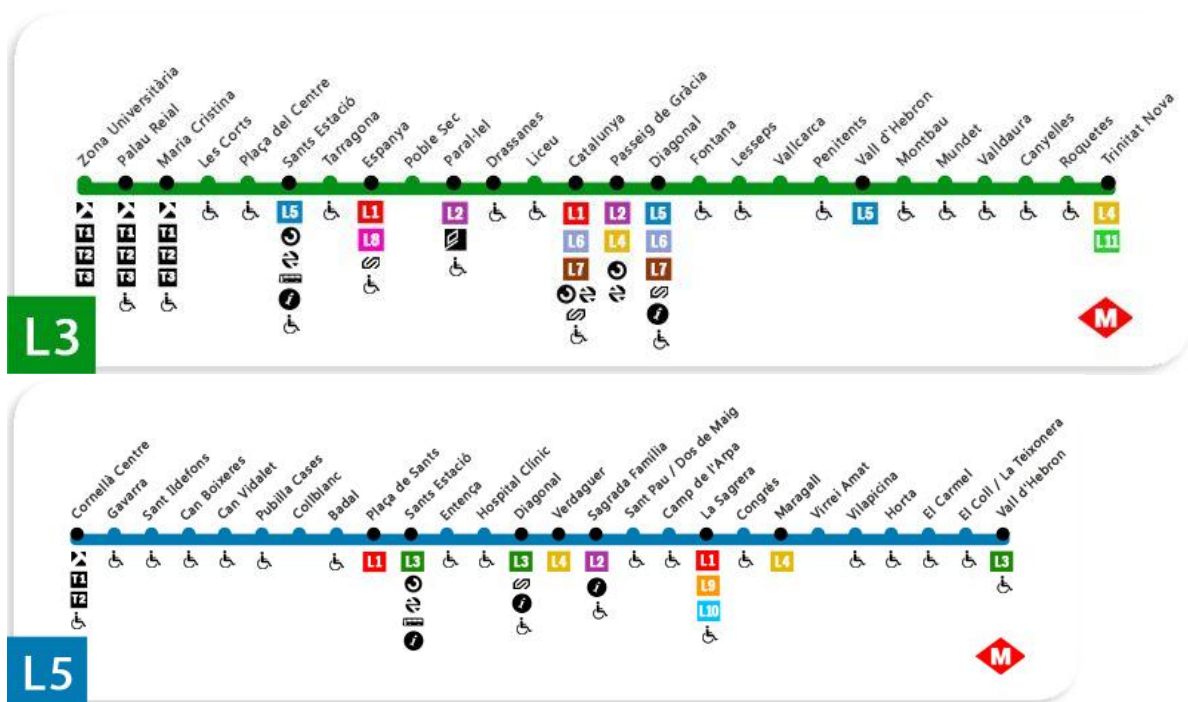 Zona Universitària
Palau Reial
Maria Cristina
Les Corts
Plaça del Centre
Sants Estació
Tarragona
Espanya
Poble Sec
Paral·lel
Drassanes
Liceu
Catalunya
Passeig de Gràcia
Diagonal
Fontana
Lesseps
Vallcarca
Penitents
Vall d'Hebron
Montbau
Mundet
Valldaura
Canyelles
Roquetes
Trinitat Nova
T1 T1 T1 L5 L1 L2 L1 L2 L5 L5 L4
T2 T2 T2 L8 L6 L4 L6 L11
T3 T3 T3 L7 L7
L3
M
Cornellà Centre
Gavarra
Sant Ildefons
Can Boixeres
Can Vidalet
Pubilla Cases
Collblanc
Badal
Plaça de Sants
Sants Estació
Entença
Hospital Clínic
Diagonal
Verdaguer
Sagrada Família
Sant Pau / Dos de Maig
Camp de l'Arpa
La Sagrera
Congrés
Maragall
Virrei Amat
Vilapicina
Horta
El Carmel
El Coll / La Teixonera
Vall d'Hebron
T1 L1 L3 L3 L4 L2 L1 L4 L3
T2 L9
L10
L5
M